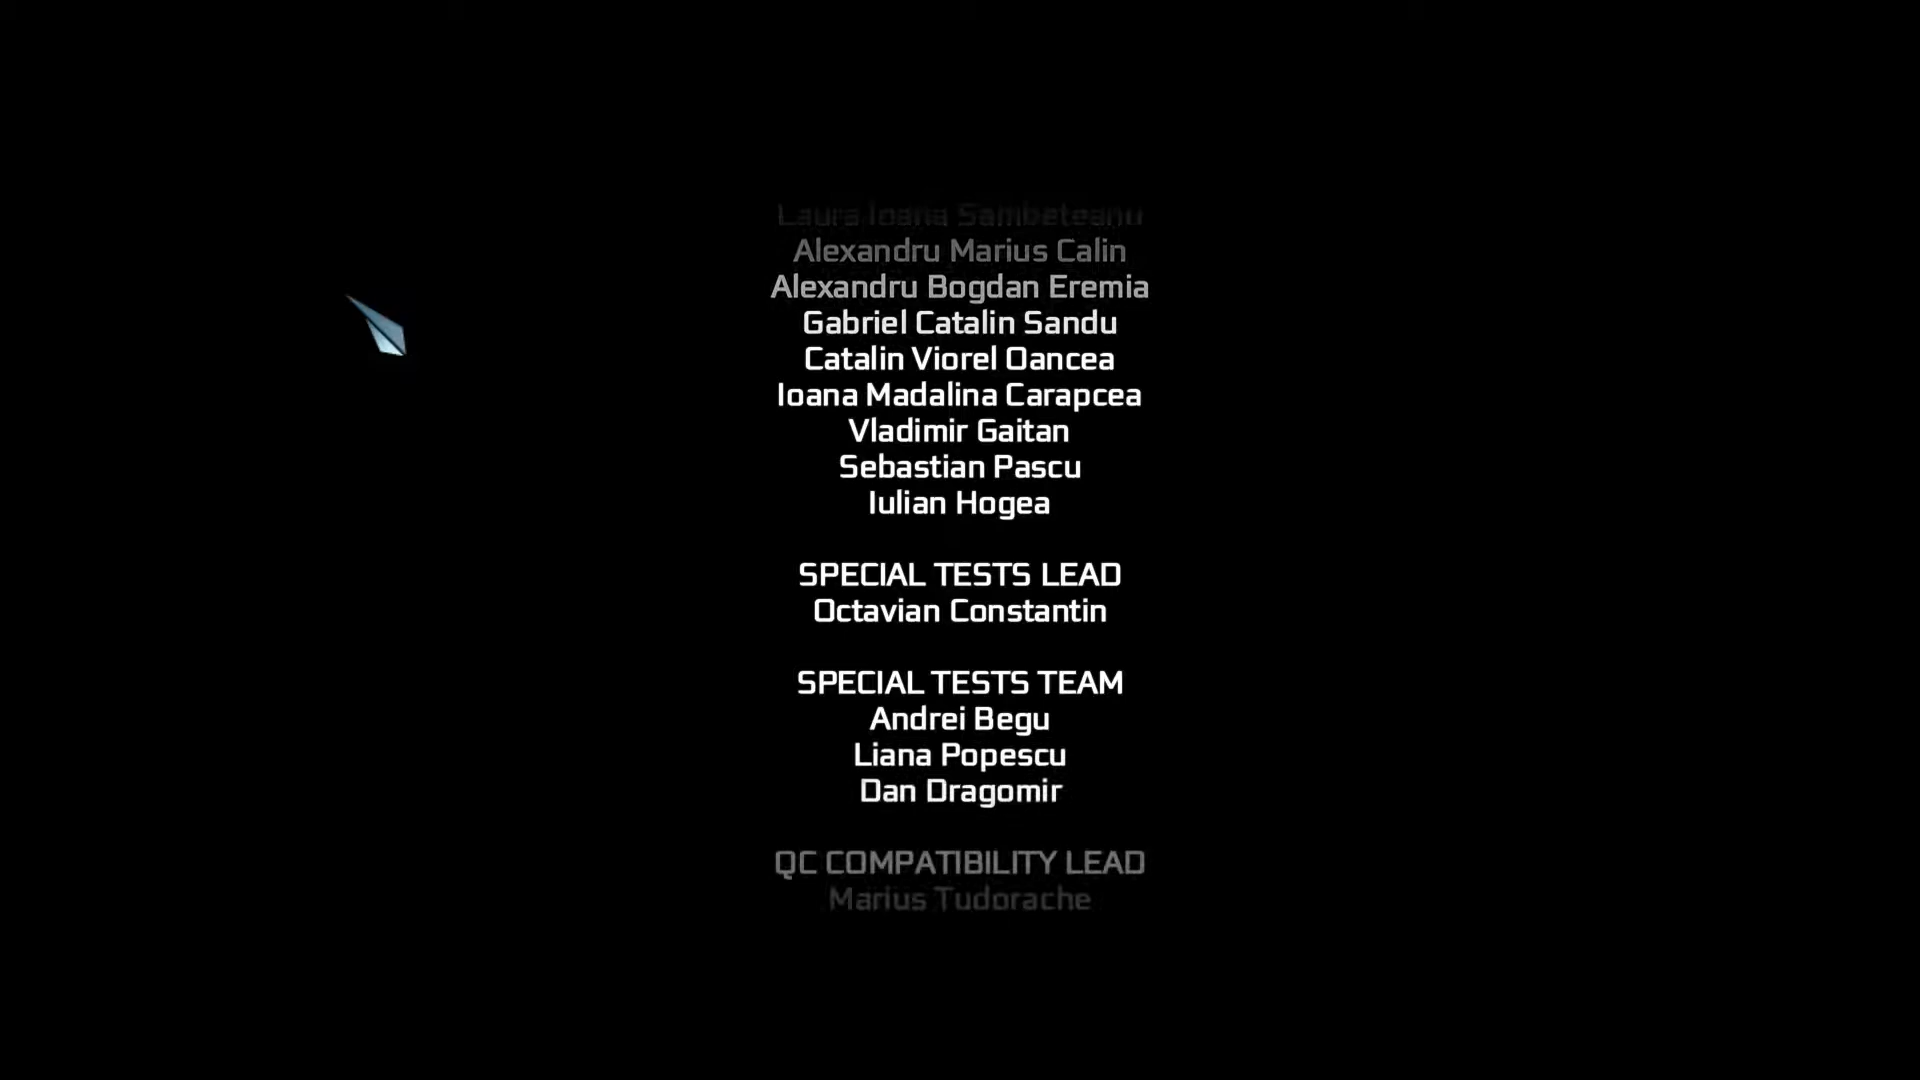 Laura Ioana Sambeteanu
Alexandru Marius Calin
Alexandru Bogdan Eremia
Gabriel Catalin Sandu
Catalin Viorel Oancea
Ioana Madalina Carapcea
Vladimir Gaitan
Sebastian Pascu
Iulian Hogea
SPECIAL TESTS LEAD
Octavian Constantin
SPECIAL TESTS TEAM
Andrei Begu
Liana Popescu
Dan Dragomir
QC COMPATIBILITY LEAD
Marius Tudorache